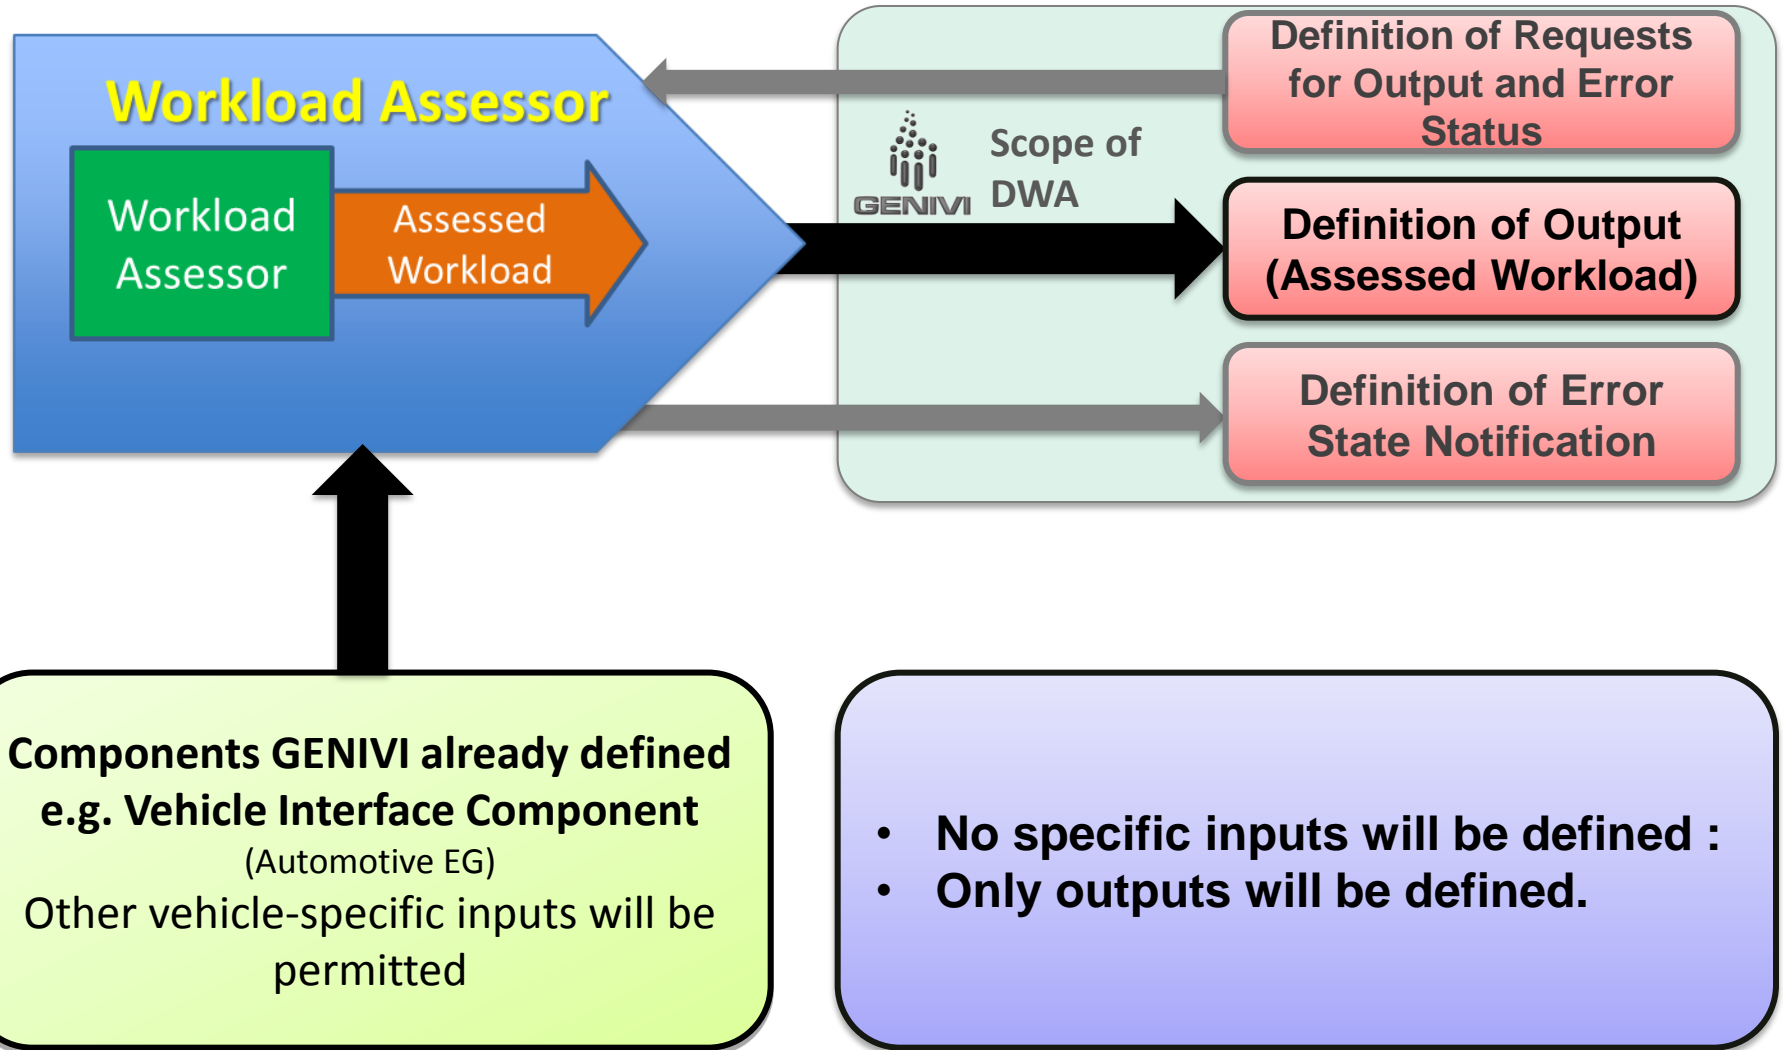 Workload Assessor
Workload
Assessor
Assessed
Workload
GENIVI
Scope of
DWA
Definition of Requests
for Output and Error
Status
Definition of Output
(Assessed Workload)
Definition of Error
State Notification
Components GENIVI already defined
e.g. Vehicle Interface Component
(Automotive EG)
Other vehicle-specific inputs will be
permitted
• No specific inputs will be defined :
• Only outputs will be defined.